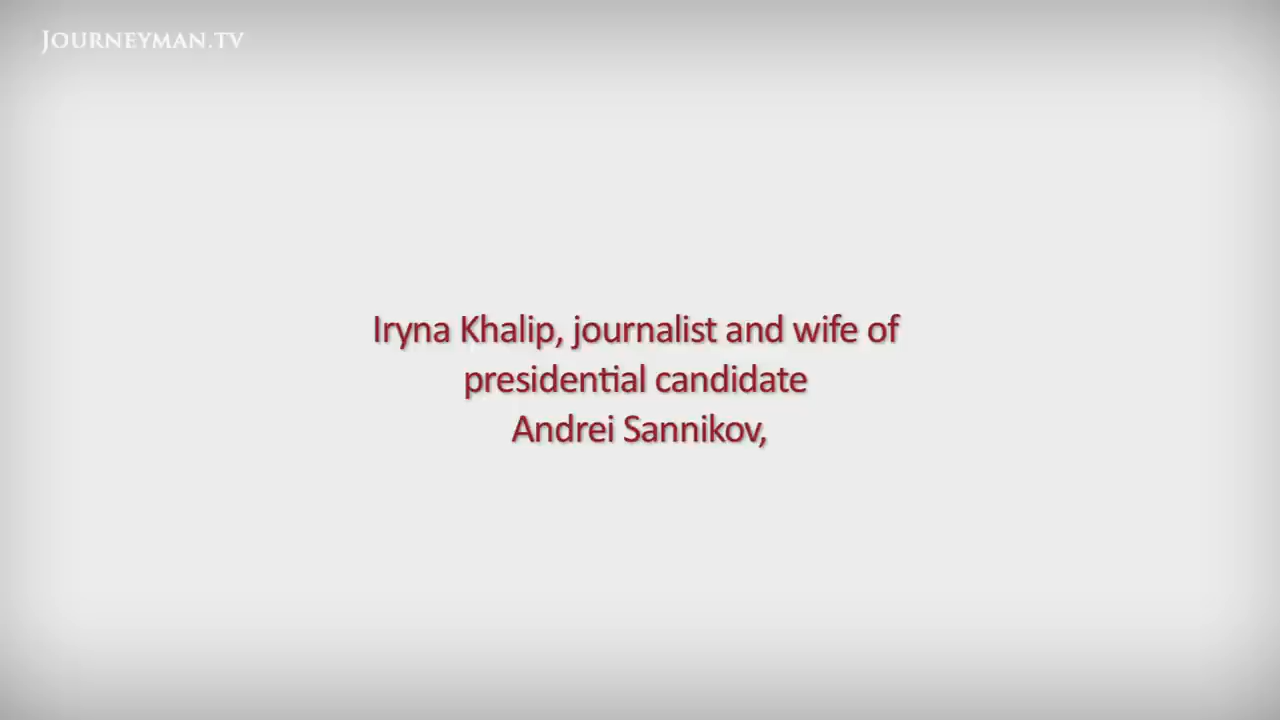 JOURNEYMAN.TV
Iryna Khalip, journalist and wife of
presidential candidate
Andrei Sannikov,